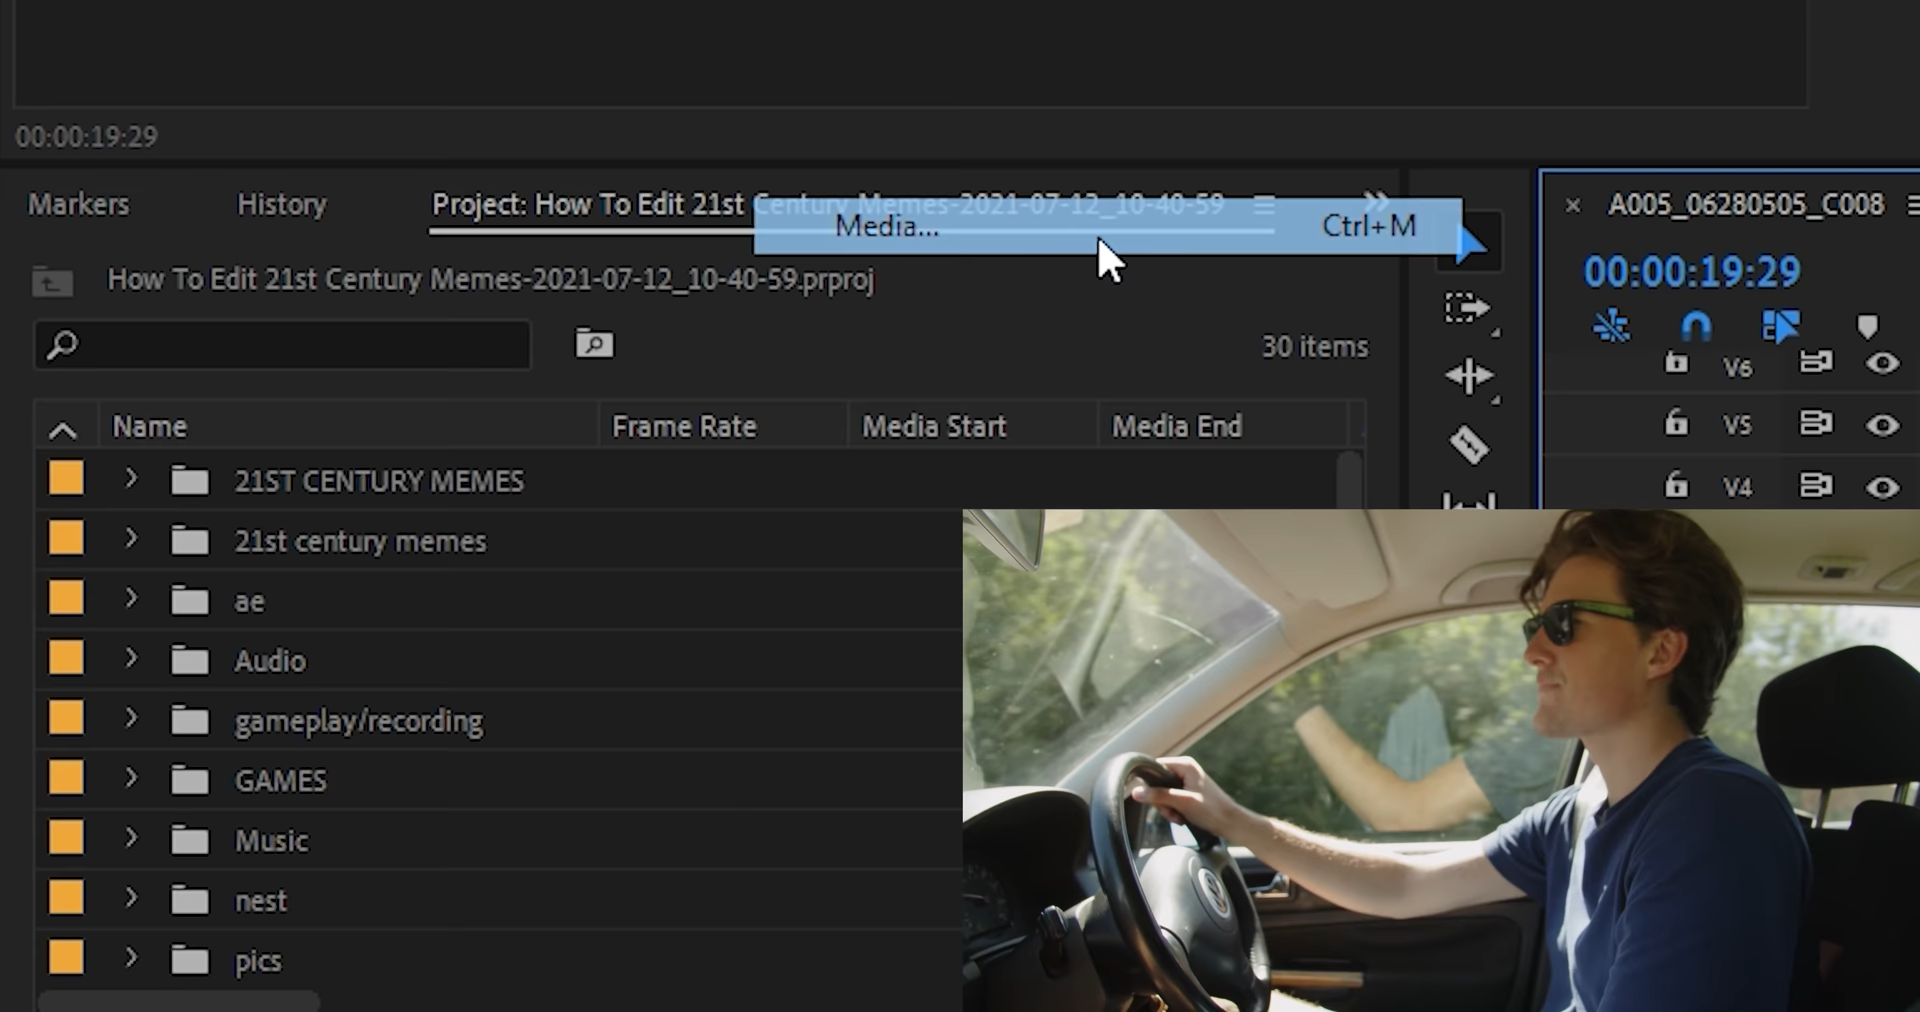 00:00:19:29
Markers
History
Project: How To Edit 21st Century Memes-2021-07-12_10-40-59
Media...
Ctrl+M
A005_06280505_C008
How To Edit 21st Century Memes-2021-07-12_10-40-59.prproj
00:00:19:29
30 items
V6
Name
Frame Rate
Media Start
Media End
V5
21ST CENTURY MEMES
V4
21st century memes
ae
Audio
gameplay/recording
GAMES
Music
nest
pics